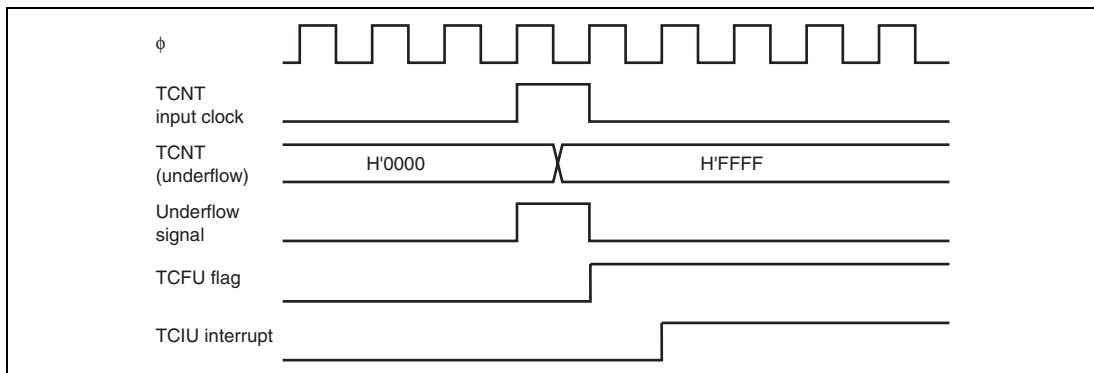 ϕ
TCNT
input clock
TCNT
(underflow)
H'0000
H'FFFF
Underflow
signal
TCFU flag
TCIU interrupt